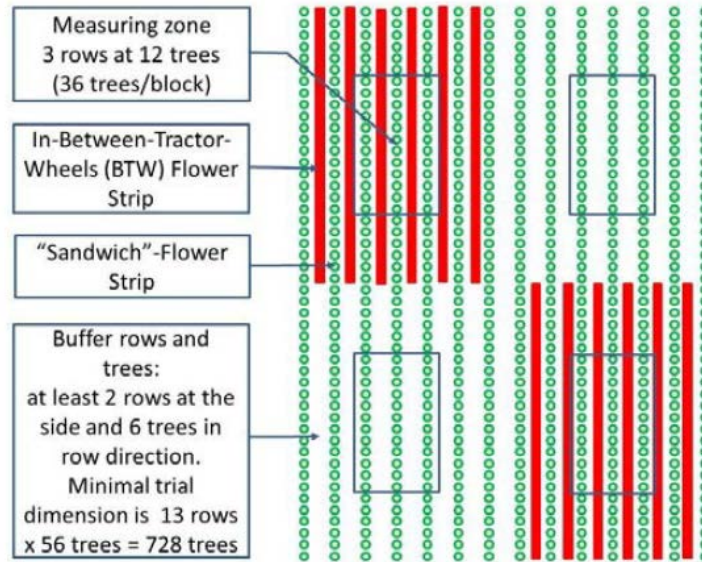 Measuring zone
3 rows at 12 trees
(36 trees/block)
In-Between-Tractor-
Wheels (BTW) Flower
Strip
“Sandwich”-Flower
Strip
Buffer rows and
trees:
at least 2 rows at the
side and 6 trees in
row direction.
Minimal trial
dimension is 13 rows
x 56 trees = 728 trees